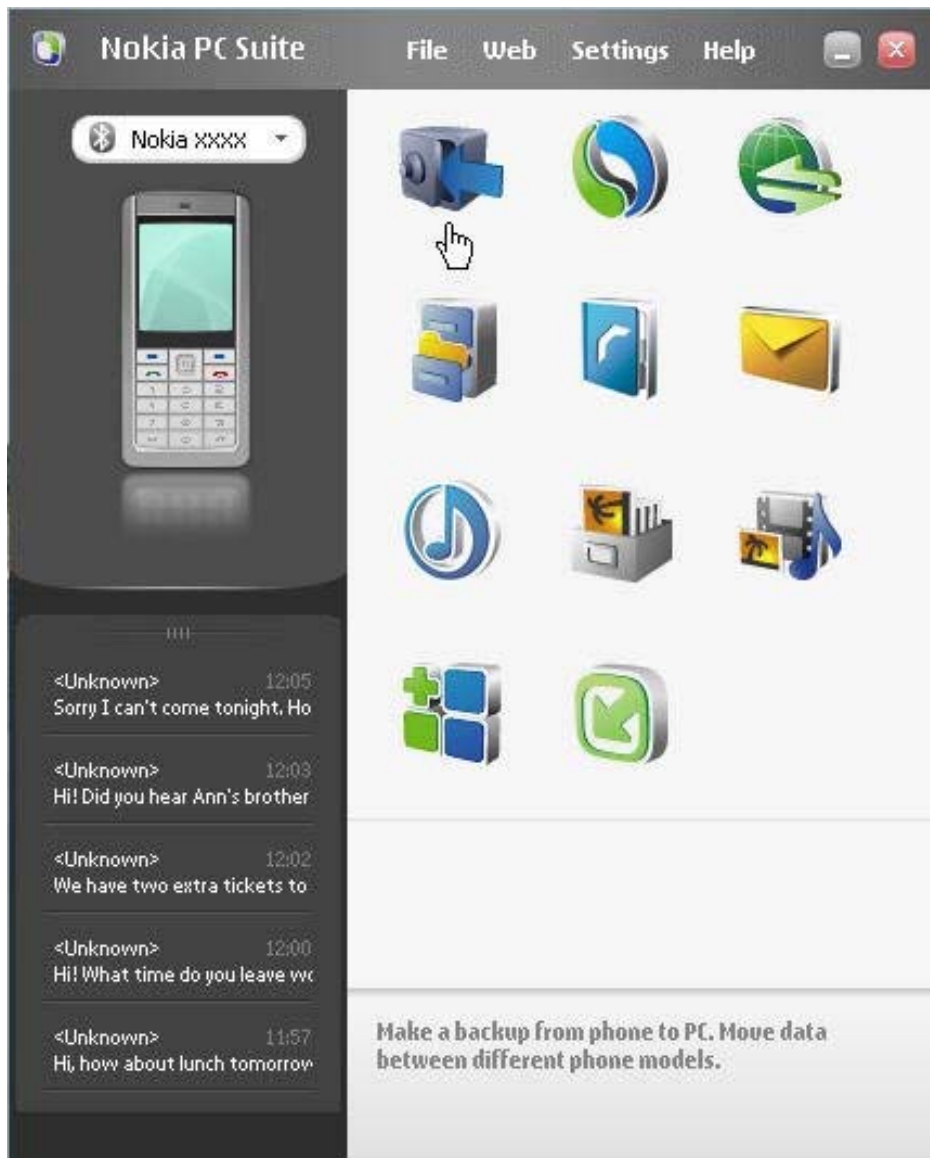 Nokia PC Suite File Web Settings Help
Nokia xxxx
<Unknown> 12:05
Sorry I can't come tonight. Ho
<Unknown> 12:03
Hi! Did you hear Ann's brother
<Unknown> 12:02
We have two extra tickets to
<Unknown> 12:00
Hi! What time do you leave wo
<Unknown> 11:57
Hi, how about lunch tomorrow
Make a backup from phone to PC. Move data
between different phone models.